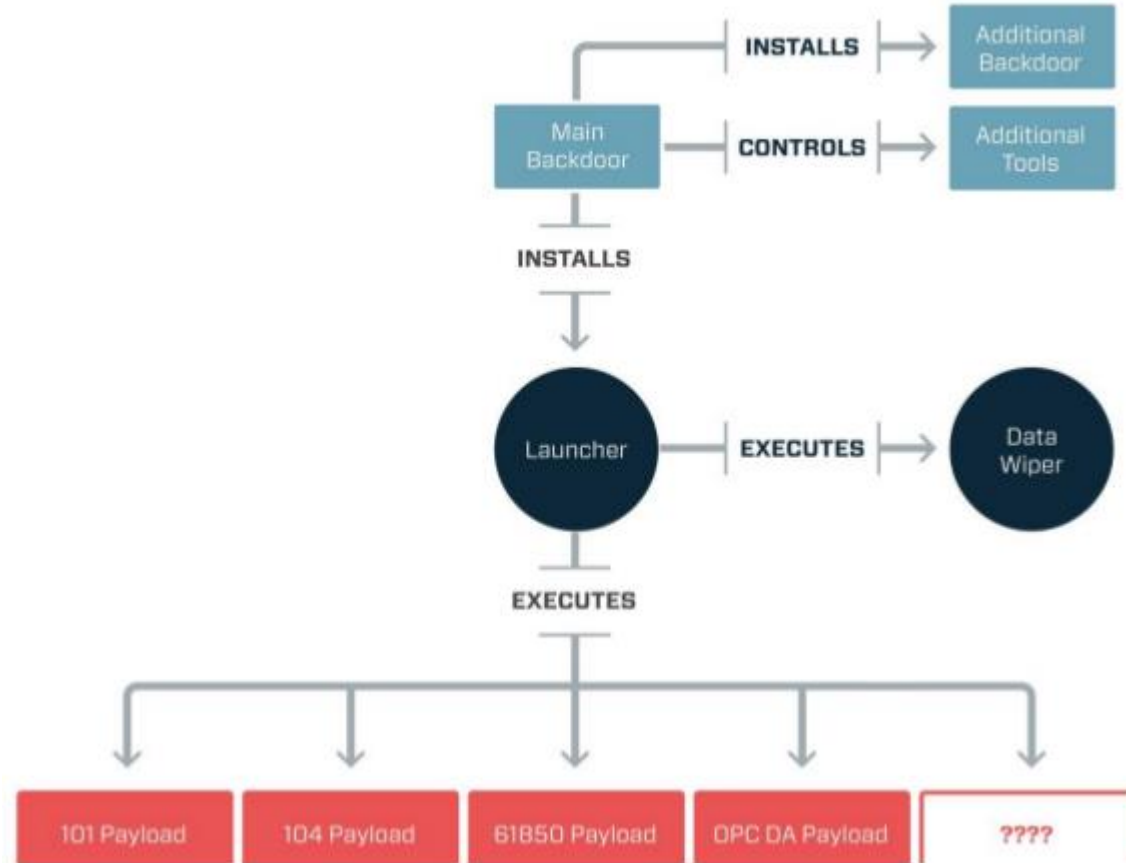 INSTALLS
Additional
Backdoor
Main
Backdoor
CONTROLS
Additional
Tools
INSTALLS
Launcher
EXECUTES
Data
Wiper
EXECUTES
101 Payload
104 Payload
61850 Payload
OPC DA Payload
????